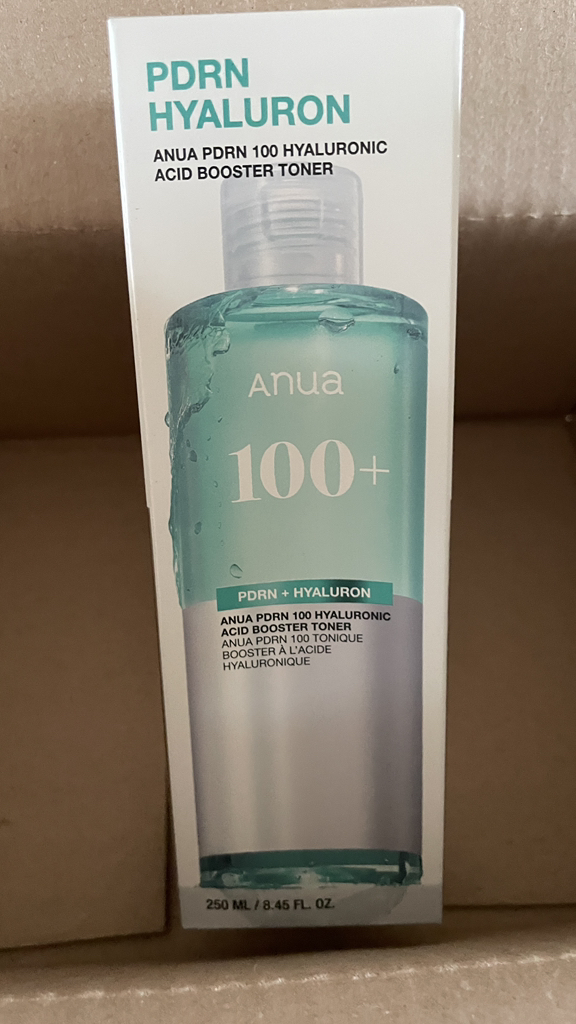 PDRN
HYALURON
ANUA PDRN 100 HYALURONIC
ACID BOOSTER TONER
Anua
100+
PDRN + HYALURON
ANUA PDRN 100 HYALURONIC
ACID BOOSTER TONER
ANUA PDRN 100 TONIQUE
BOOSTER À L'ACIDE
HYALURONIQUE
250 ML / 8.45 FL. OZ.